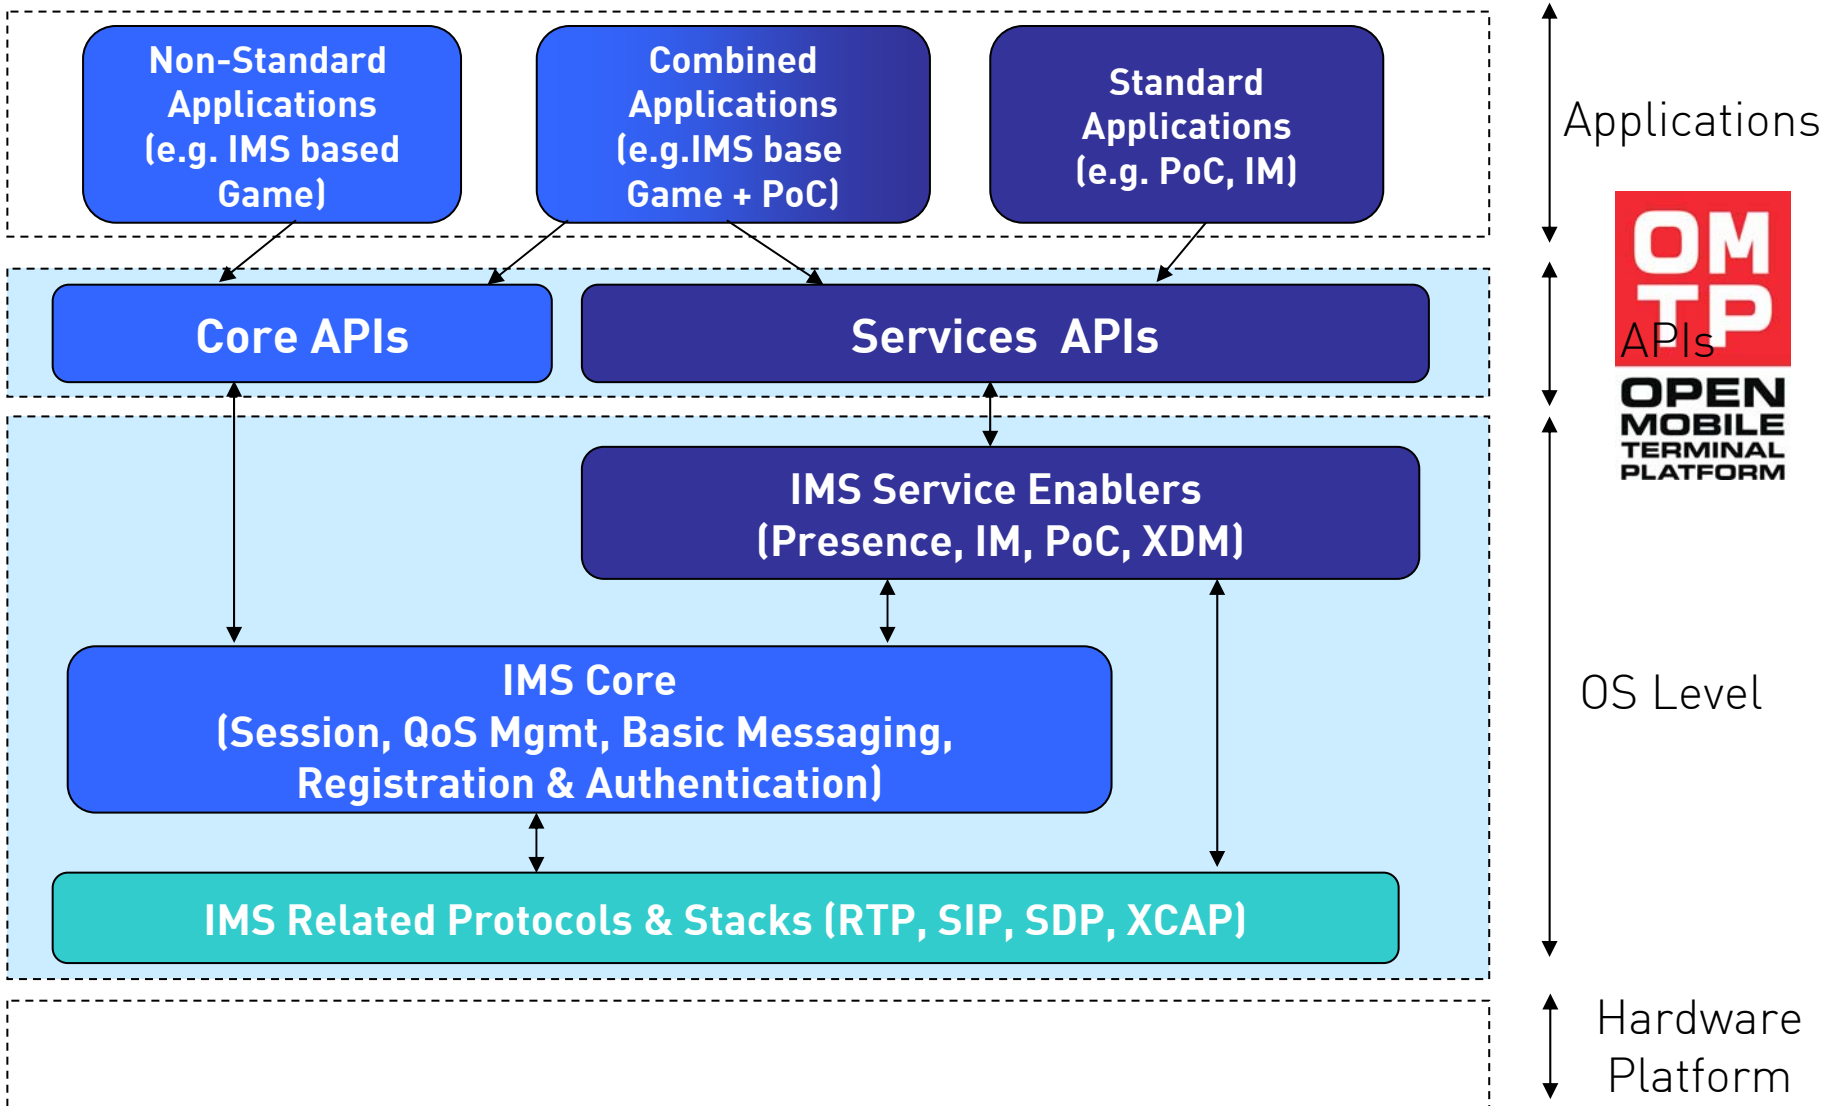 Non-Standard
Applications
(e.g. IMS based
Game)
Combined
Applications
(e.g.IMS base
Game + PoC)
Standard
Applications
(e.g. PoC, IM)
Applications
OM
TP
Core APIs
Services APIs
APIs
OPEN
MOBILE
TERMINAL
PLATFORM
IMS Service Enablers
(Presence, IM, PoC, XDM)
IMS Core
(Session, QoS Mgmt, Basic Messaging,
Registration & Authentication)
OS Level
IMS Related Protocols & Stacks (RTP, SIP, SDP, XCAP)
Hardware
Platform